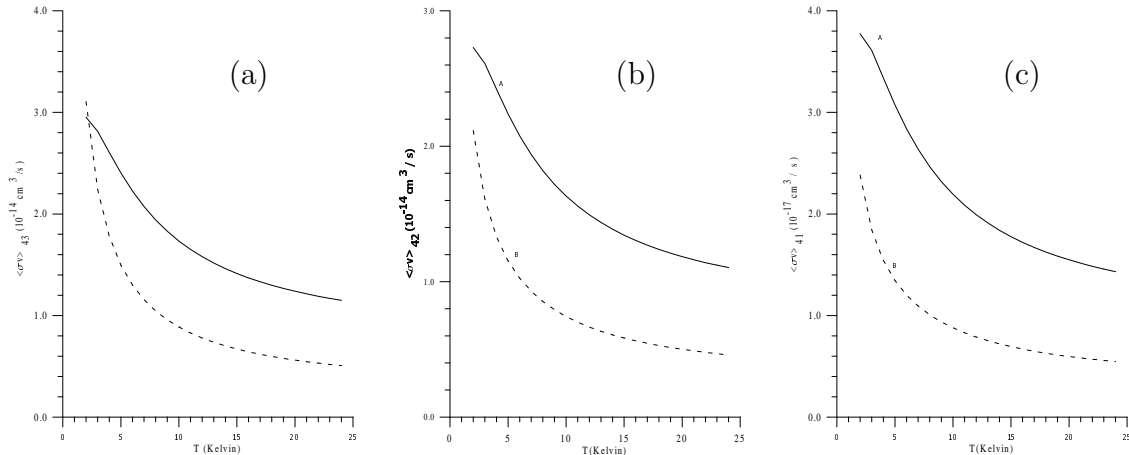 4.0
3.0
2.0
1.0
0.0
<σv> 43 (10-14 cm 3 / s)
(a)
0 5 10 15 20 25
T (Kelvin)
3.0
2.0
1.0
0.0
<σv> 42 (10-14 cm 3 / s)
(b)
A
B
0 5 10 15 20 25
T(Kelvin)
4.0
3.0
2.0
1.0
0.0
<σv> 41 (10-17 cm 3 / s)
(c)
A
B
0 5 10 15 20 25
T(Kelvin)